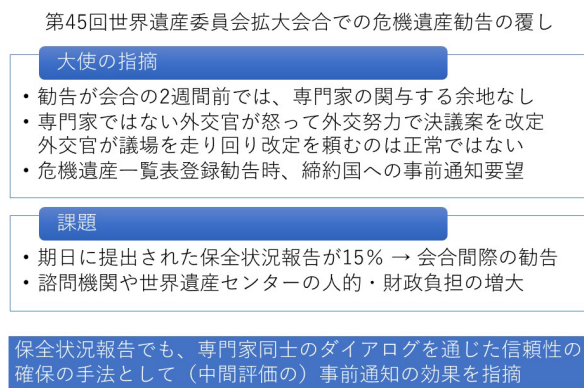 第45回世界遺産委員会拡大会合での危機遺産勧告の覆し
大使の指摘
• 勧告が会合の2週間前では、専門家の関与する余地なし
• 専門家ではない外交官が怒って外交努力で決議案を改定
外交官が議場を走り回り改定を頼むのは正常ではない
• 危機遺産一覧表登録勧告時、締約国への事前通知要望
課題
• 期日に提出された保全状況報告が15% → 会合間際の勧告
• 諮問機関や世界遺産センターの人的・財政負担の増大
保全状況報告でも、専門家同士のダイアログを通じた信頼性の
確保の手法として（中間評価の）事前通知の効果を指摘